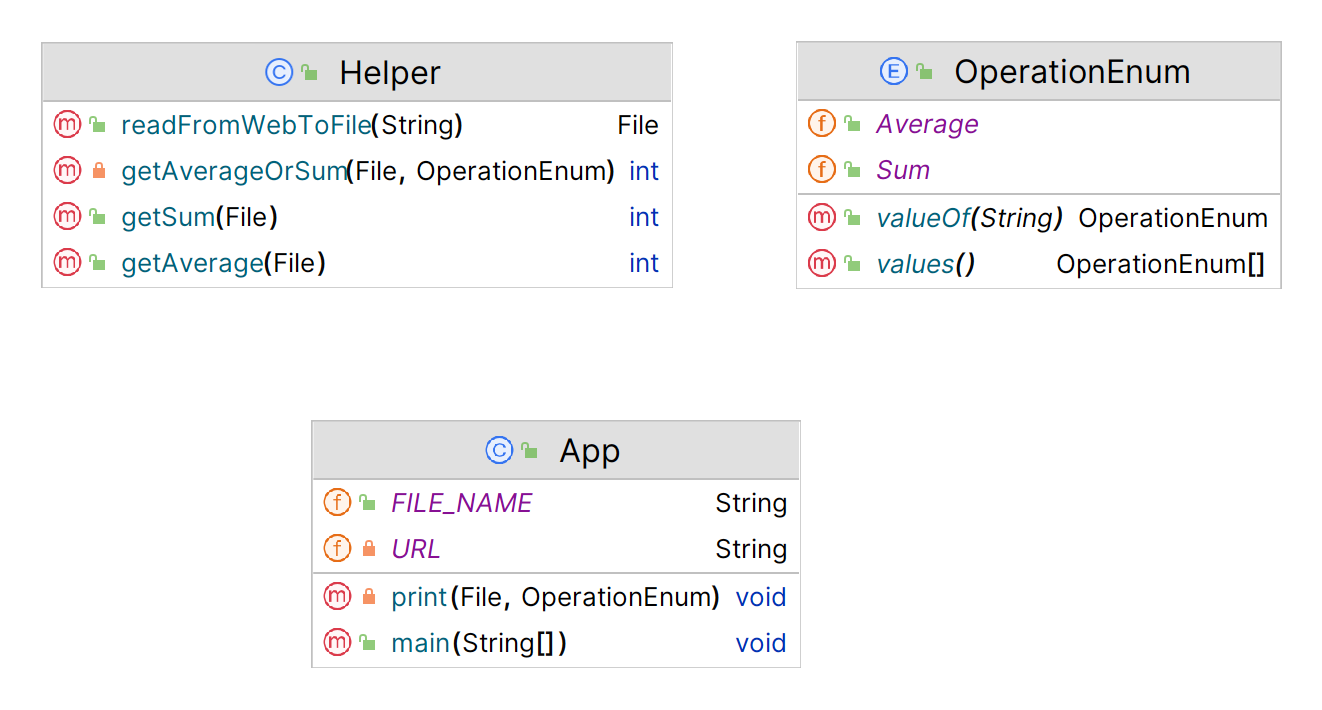 C Helper
m readFromWebToFile(String) File
m getAverageOrSum(File, OperationEnum) int
m getSum(File) int
m getAverage(File) int
E OperationEnum
f Average
f Sum
m valueOf(String) OperationEnum
m values() OperationEnum[]
C App
f FILE_NAME String
f URL String
m print(File, OperationEnum) void
m main(String[]) void